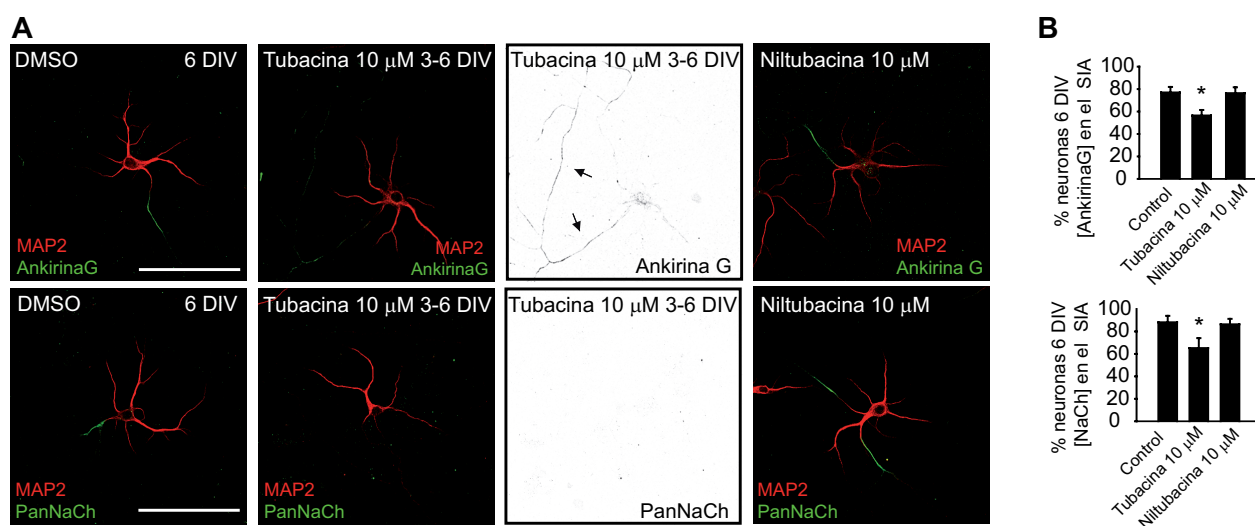 A
DMSO 6 DIV
MAP2
AnkirinaG
Tubacina 10 μM 3-6 DIV
MAP2
AnkirinaG
Tubacina 10 μM 3-6 DIV
Ankirina G
Niltubacina 10 μM
MAP2
Ankirina G
DMSO 6 DIV
MAP2
PanNaCh
Tubacina 10 μM 3-6 DIV
MAP2
PanNaCh
Tubacina 10 μM 3-6 DIV
PanNaCh
Niltubacina 10 μM
MAP2
PanNaCh
B
% neuronas 6 DIV
[AnkirinaG] en el SIA
100
80
60
40
20
0
*
Control
Tubacina 10 μM
Niltubacina 10 μM
% neuronas 6 DIV
[NaCh] en el SIA
100
80
60
40
20
0
*
Control
Tubacina 10 μM
Niltubacina 10 μM